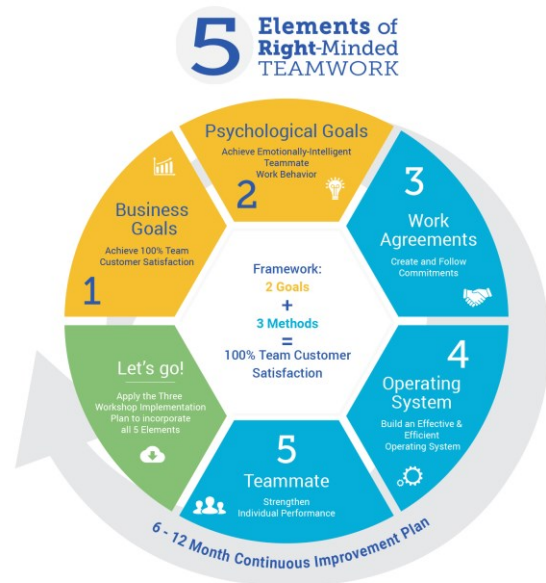 5
Elements of
Right-Minded
TEAMWORK
1
Business
Goals
Achieve 100% Team
Customer Satisfaction
2
Psychological Goals
Achieve Emotionally-Intelligent
Teammate
Work Behavior
3
Work
Agreements
Create and Follow
Commitments
4
Operating
System
Build an Effective &
Efficient
Operating System
5
Teammate
Strengthen
Individual Performance
Let's go!
Apply the Three
Workshop Implementation
Plan to incorporate
all 5 Elements
Framework:
2 Goals
+
3 Methods
=
100% Team Customer
Satisfaction
6 - 12 Month Continuous Improvement Plan